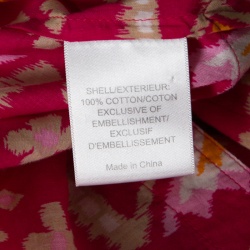 SHELL/EXTERIEUR:
100% COTTON/COTON
EXCLUSIVE OF
EMBELLISHMENT/
EXCLUSIF
D'EMBELLISSEMENT
Made in China